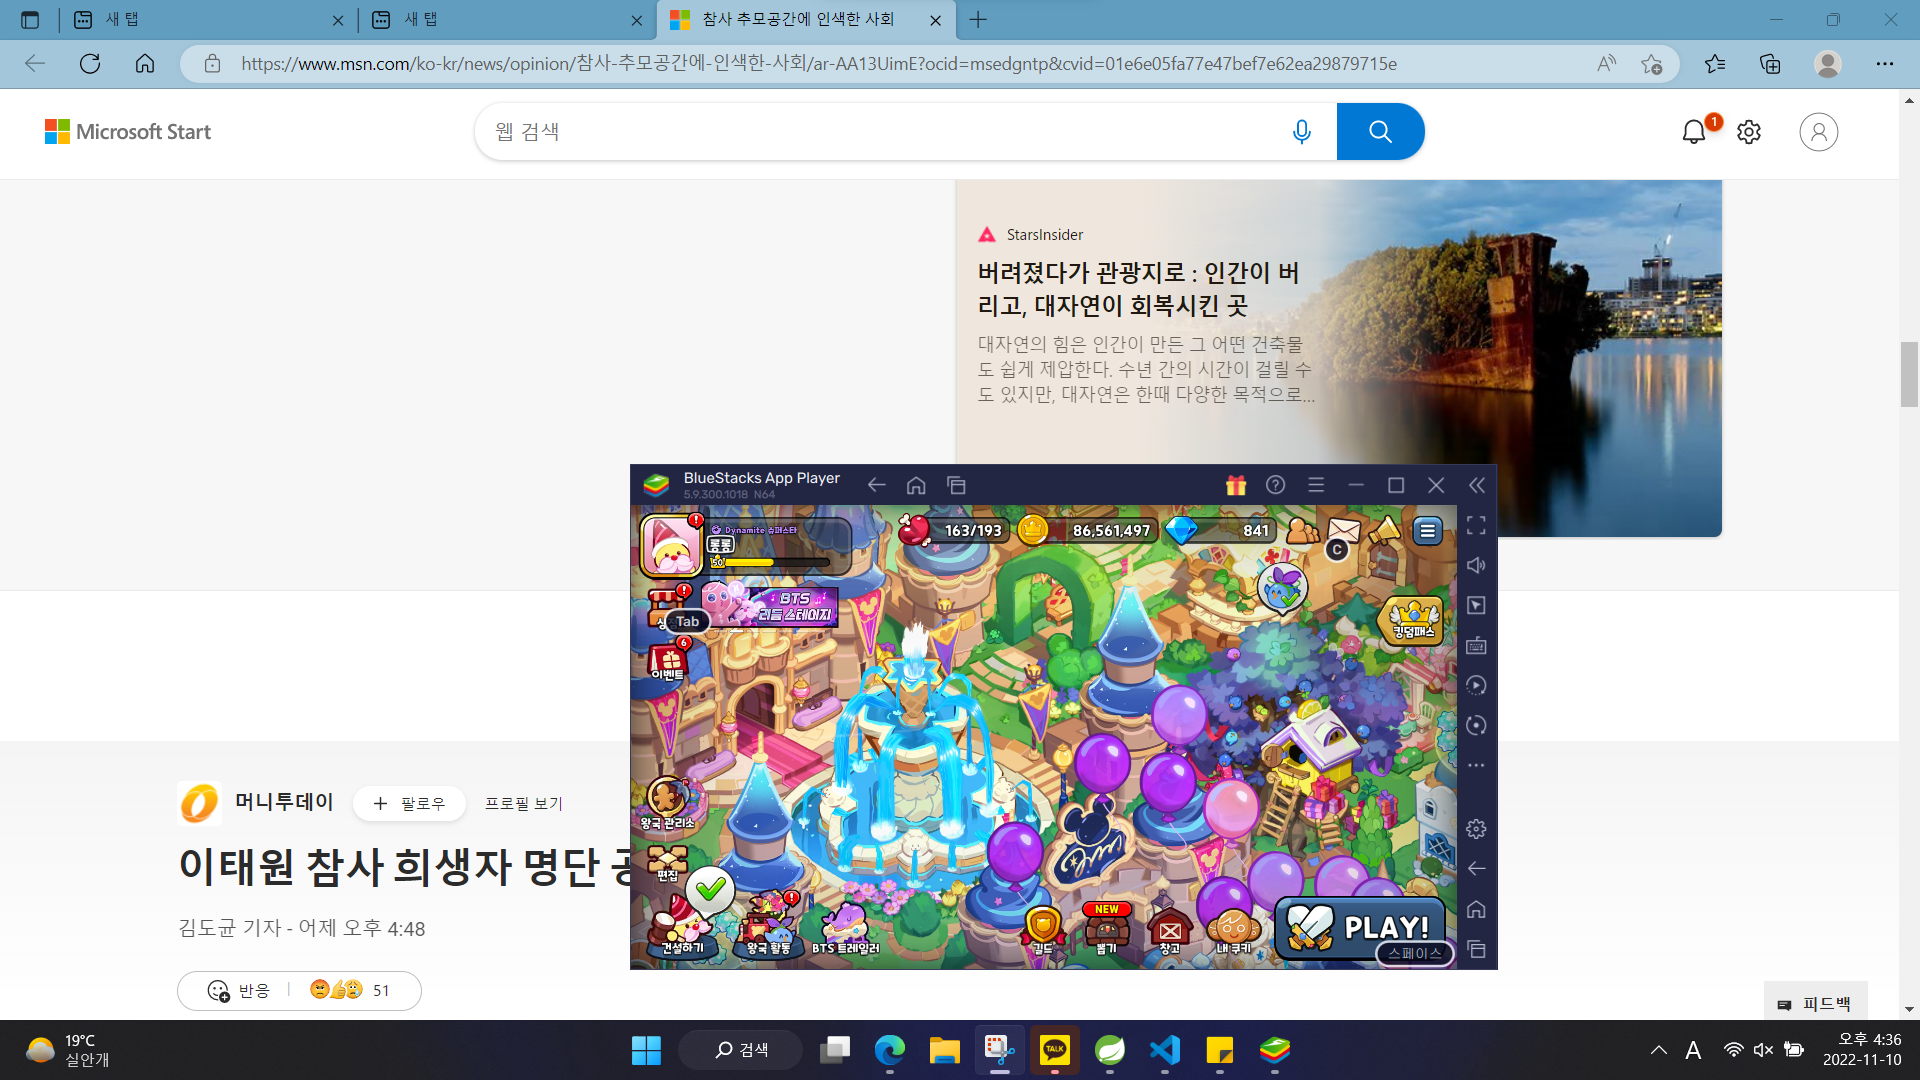 새 탭
새 탭
참사 추모공간에 인색한 사회
https://www.msn.com/ko-kr/news/opinion/참사-추모공간에-인색한-사회/ar-AA13UimE?ocid=msedgntp&cvid=01e6e05fa77e47bef7e62ea29879715e
Microsoft Start
웹 검색
1
StarsInsider
버려졌다가 관광지로 : 인간이 버
리고, 대자연이 회복시킨 곳
대자연의 힘은 인간이 만든 그 어떤 건축물
도 쉽게 제압한다. 수년 간의 시간이 걸릴 수
도 있지만, 대자연은 한때 다양한 목적으로...
BlueStacks App Player
5.9.300.1018 N64
Dynamite 슈퍼스타
롱롱
50
163/193
86,561,497
841
C
BTS
리듬 스테이지
Tab
킹덤패스
6
이벤트
왕국 관리소
편집
건설하기
왕국 활동
BTS 트레일러
길드
NEW
뽑기
창고
내 쿠키
PLAY!
스페이스
머니투데이
팔로우
프로필 보기
이태원 참사 희생자 명단 공
김도균 기자 - 어제 오후 4:48
반응
51
피드백
19°C
실안개
검색
TALK
A
오후 4:36
2022-11-10